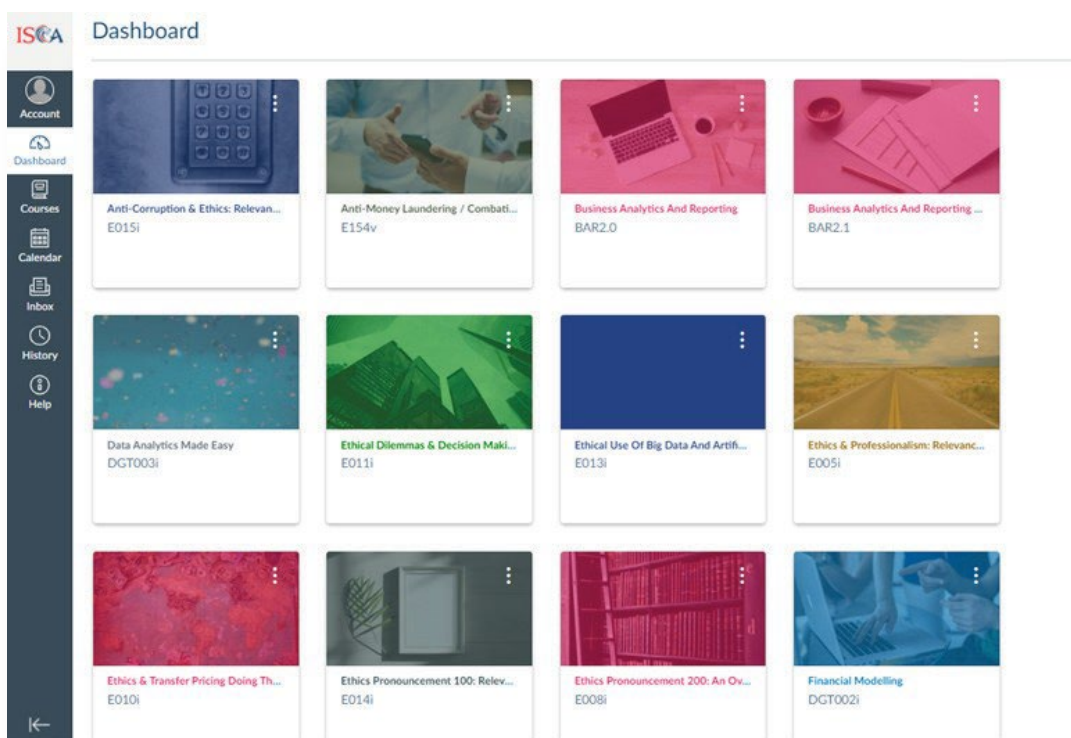 ISCA
Dashboard
Account
Dashboard
Courses
Calendar
Inbox
History
Help
Anti-Corruption & Ethics: Relevan...
E015i
Anti-Money Laundering / Combati...
E154v
Business Analytics And Reporting
BAR2.0
Business Analytics And Reporting ...
BAR2.1
Data Analytics Made Easy
DGT003i
Ethical Dilemmas & Decision Maki...
E011i
Ethical Use Of Big Data And Artifi...
E013i
Ethics & Professionalism: Relevanc...
E005i
Ethics & Transfer Pricing Doing Th...
E010i
Ethics Pronouncement 100: Relev...
E014i
Ethics Pronouncement 200: An Ov...
E008i
Financial Modelling
DGT002i